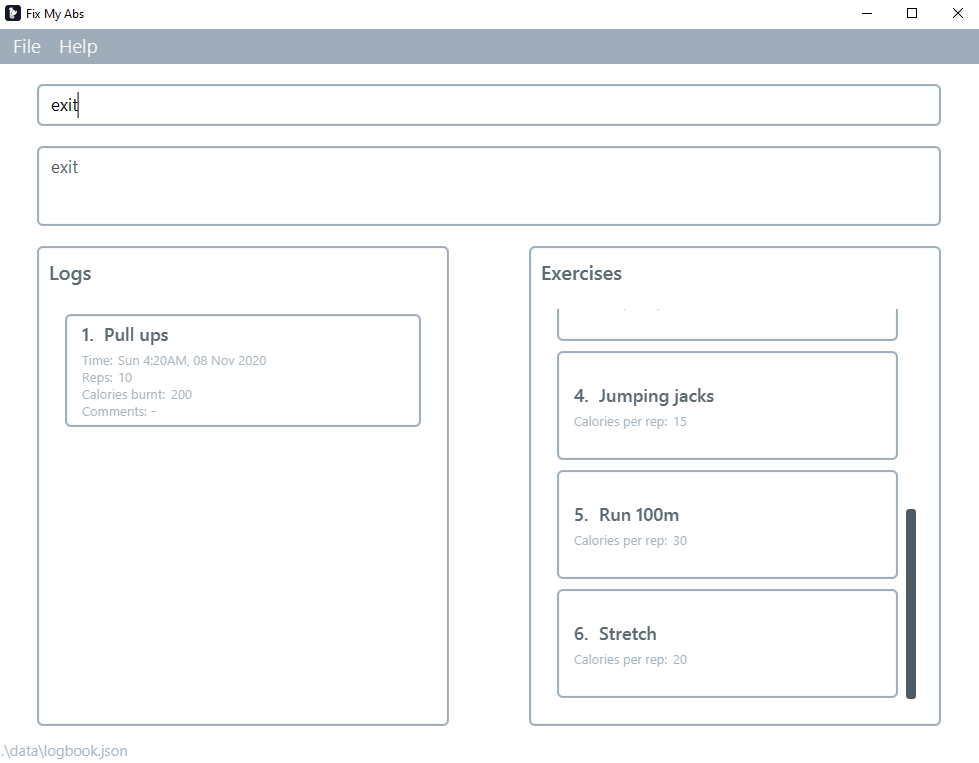 Fix My Abs
File Help
exit
exit
Logs
1. Pull ups
Time: Sun 4:20AM, 08 Nov 2020
Reps: 10
Calories burnt: 200
Comments: -
Exercises
4. Jumping jacks
Calories per rep: 15
5. Run 100m
Calories per rep: 30
6. Stretch
Calories per rep: 20
.\data\logbook.json